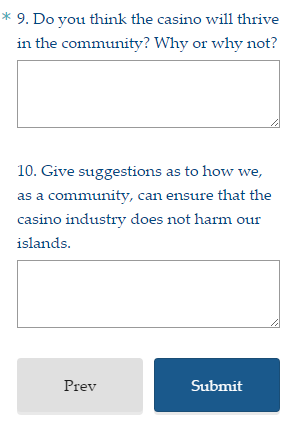 * 9. Do you think the casino will thrive
in the community? Why or why not?
10. Give suggestions as to how we,
as a community, can ensure that the
casino industry does not harm our
islands.
Prev
Submit